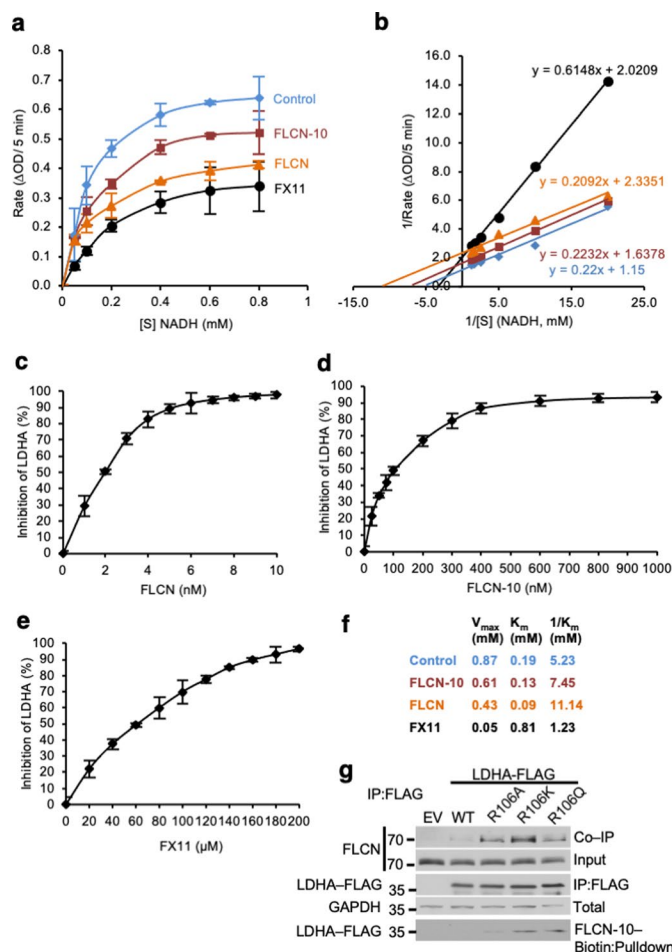 a
0.8
0.7
0.6
0.5
0.4
0.3
0.2
0.1
0.0
Rate (ΔOD/ 5 min)
0
0.2
0.4
0.6
0.8
1
[S] NADH (mM)
Control
FLCN-10
FLCN
FX11
b
16.0
14.0
12.0
10.0
8.0
6.0
4.0
2.0
0.0
1/Rate (ΔOD/ 5 min)
-15.0
-5.0
5.0
15.0
25.0
1/[S] (NADH, mM)
y = 0.6148x + 2.0209
y = 0.2092x + 2.3351
y = 0.2232x + 1.6378
y = 0.22x + 1.15
c
100
90
80
70
60
50
40
30
20
10
0
Inhibition of LDHA (%)
0 2 4 6 8 10
FLCN (nM)
d
100
90
80
70
60
50
40
30
20
10
0
Inhibition of LDHA (%)
0 100 200 300 400 500 600 700 800 900 1000
FLCN-10 (nM)
e
100
90
80
70
60
50
40
30
20
10
0
Inhibition of LDHA (%)
0 20 40 60 80 100 120 140 160 180 200
FX11 (µM)
f
Vmax Km 1/Km
(mM) (mM) (mM)
Control 0.87 0.19 5.23
FLCN-10 0.61 0.13 7.45
FLCN 0.43 0.09 11.14
FX11 0.05 0.81 1.23
g
LDHA-FLAG
IP:FLAG
EV WT R106A R106K R106Q
FLCN 70 Co–IP
70 Input
LDHA–FLAG 35 IP:FLAG
GAPDH 35 Total
LDHA–FLAG 35 FLCN-10–
Biotin:Pulldown